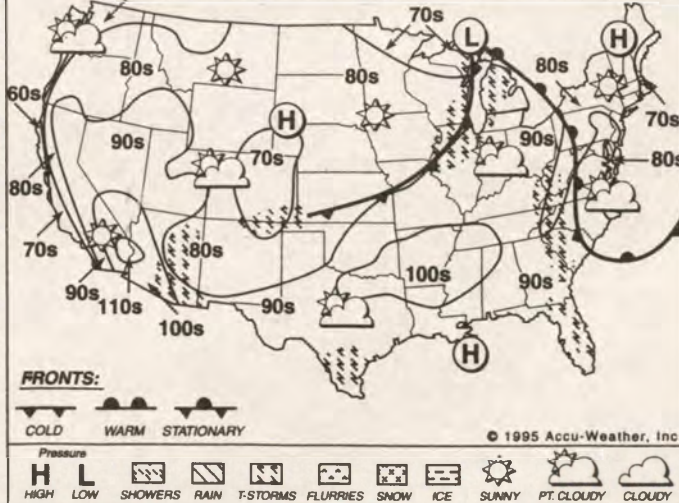 70s L H
80s 80s 80s
60s 70s
90s H 70s 90s
80s 80s
70s 80s 100s
90s 110s 90s 90s
100s H
FRONTS:
COLD WARM STATIONARY
© 1995 Accu-Weather, Inc
Pressure
H L
HIGH LOW SHOWERS RAIN T-STORMS FLURRIES SNOW ICE SUNNY PT. CLOUDY CLOUDY